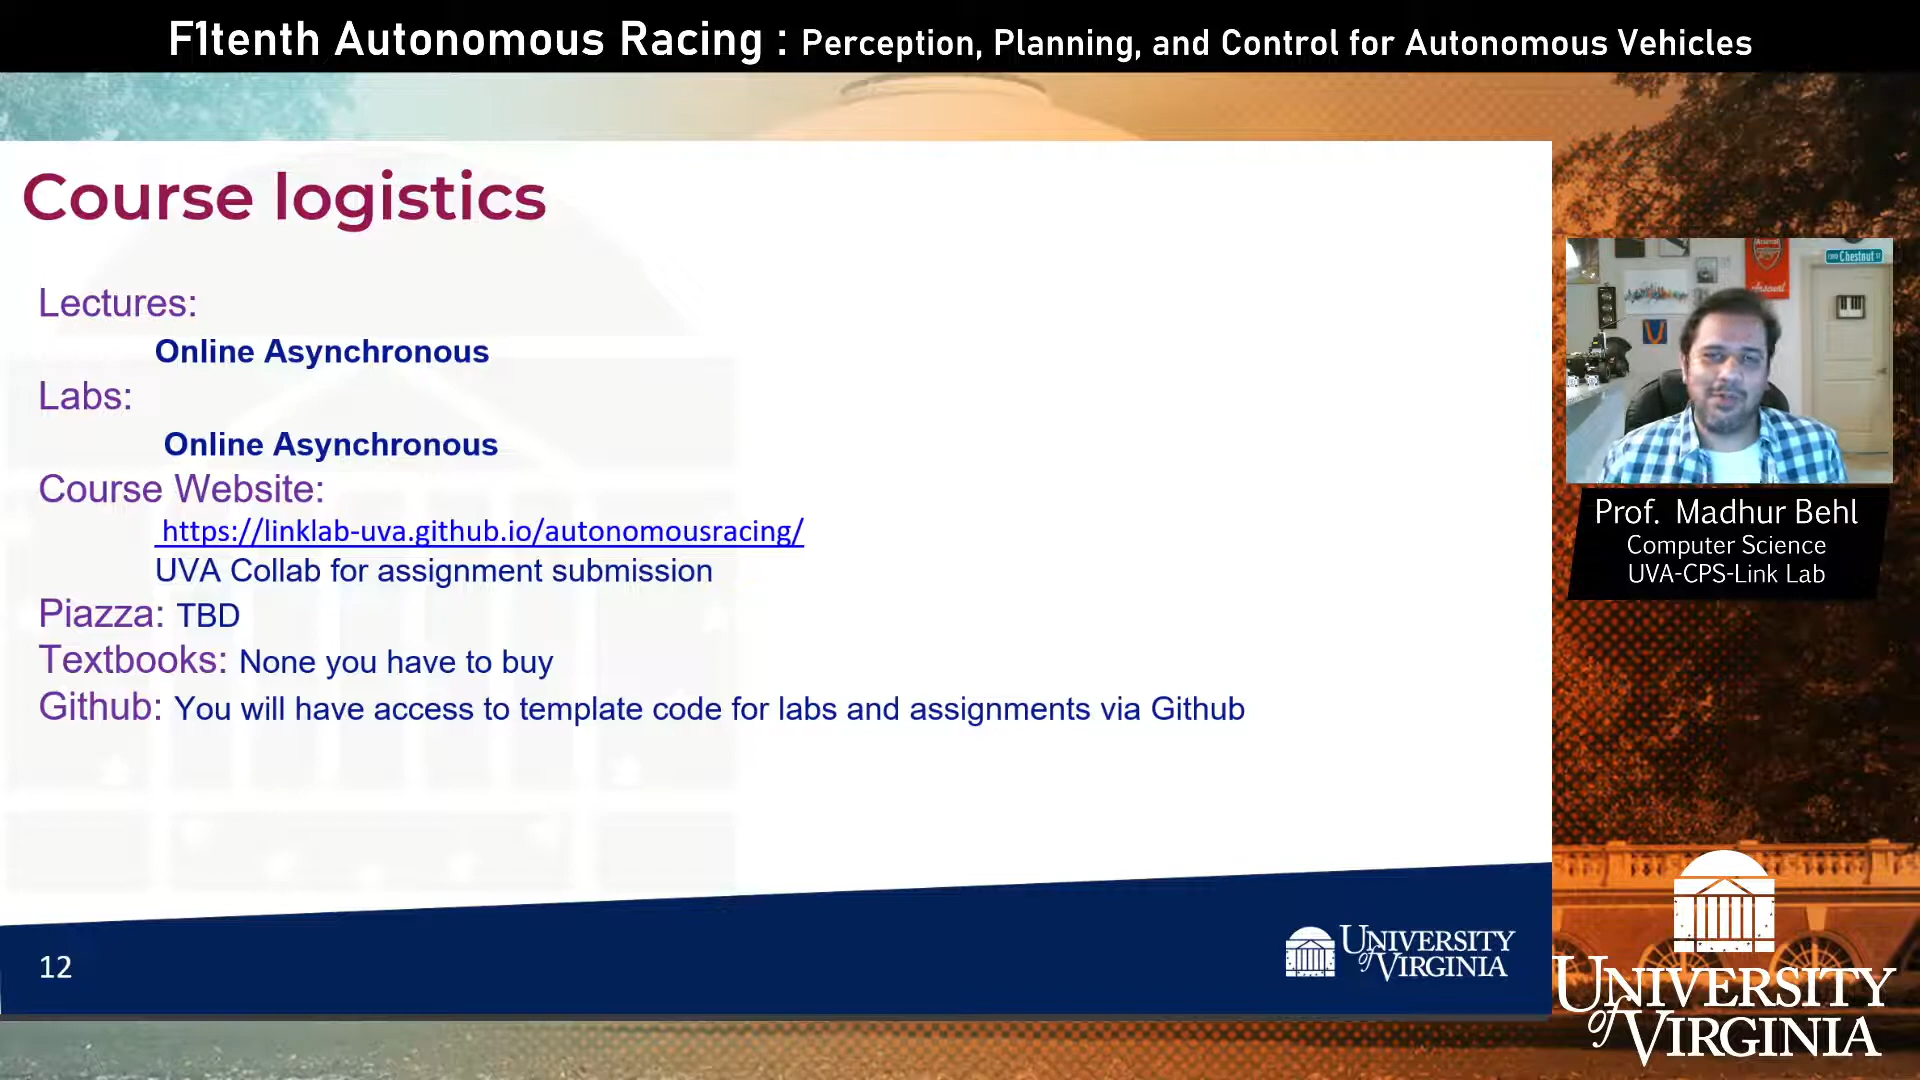 F1tenth Autonomous Racing : Perception, Planning, and Control for Autonomous Vehicles
Course logistics
Lectures:
Online Asynchronous
Labs:
Online Asynchronous
Course Website:
https://linklab-uva.github.io/autonomousracing/
UVA Collab for assignment submission
Piazza: TBD
Textbooks: None you have to buy
Github: You will have access to template code for labs and assignments via Github
12
UNIVERSITY
of VIRGINIA
Arsenal
Chestnut
Arsenal
Prof. Madhur Behl
Computer Science
UVA-CPS-Link Lab
UNIVERSITY
of VIRGINIA